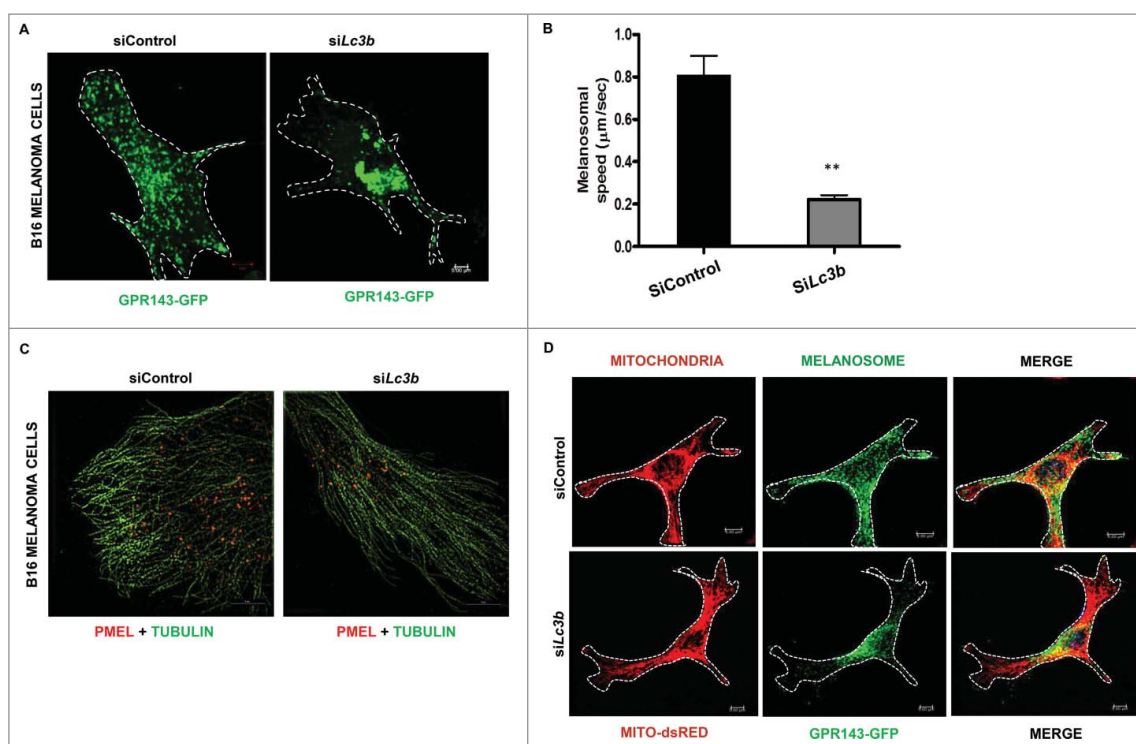 A
siControl
siLc3b
B16 MELANOMA CELLS
GPR143-GFP
GPR143-GFP
B
Melanosomal
speed (μm/sec)
1.0
0.8
0.6
0.4
0.2
0.0
**
SiControl
SiLc3b
C
siControl
siLc3b
B16 MELANOMA CELLS
PMEL + TUBULIN
PMEL + TUBULIN
D
MITOCHONDRIA
MELANOSOME
MERGE
siControl
siLc3b
MITO-dsRED
GPR143-GFP
MERGE